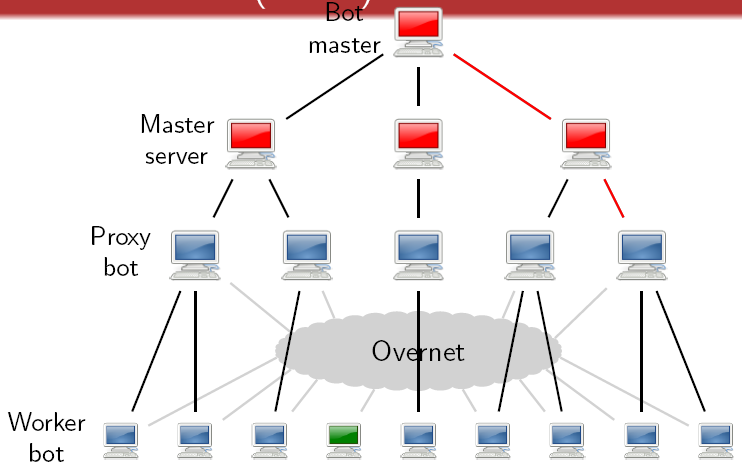 Bot
master
Master
server
Proxy
bot
Overnet
Worker
bot